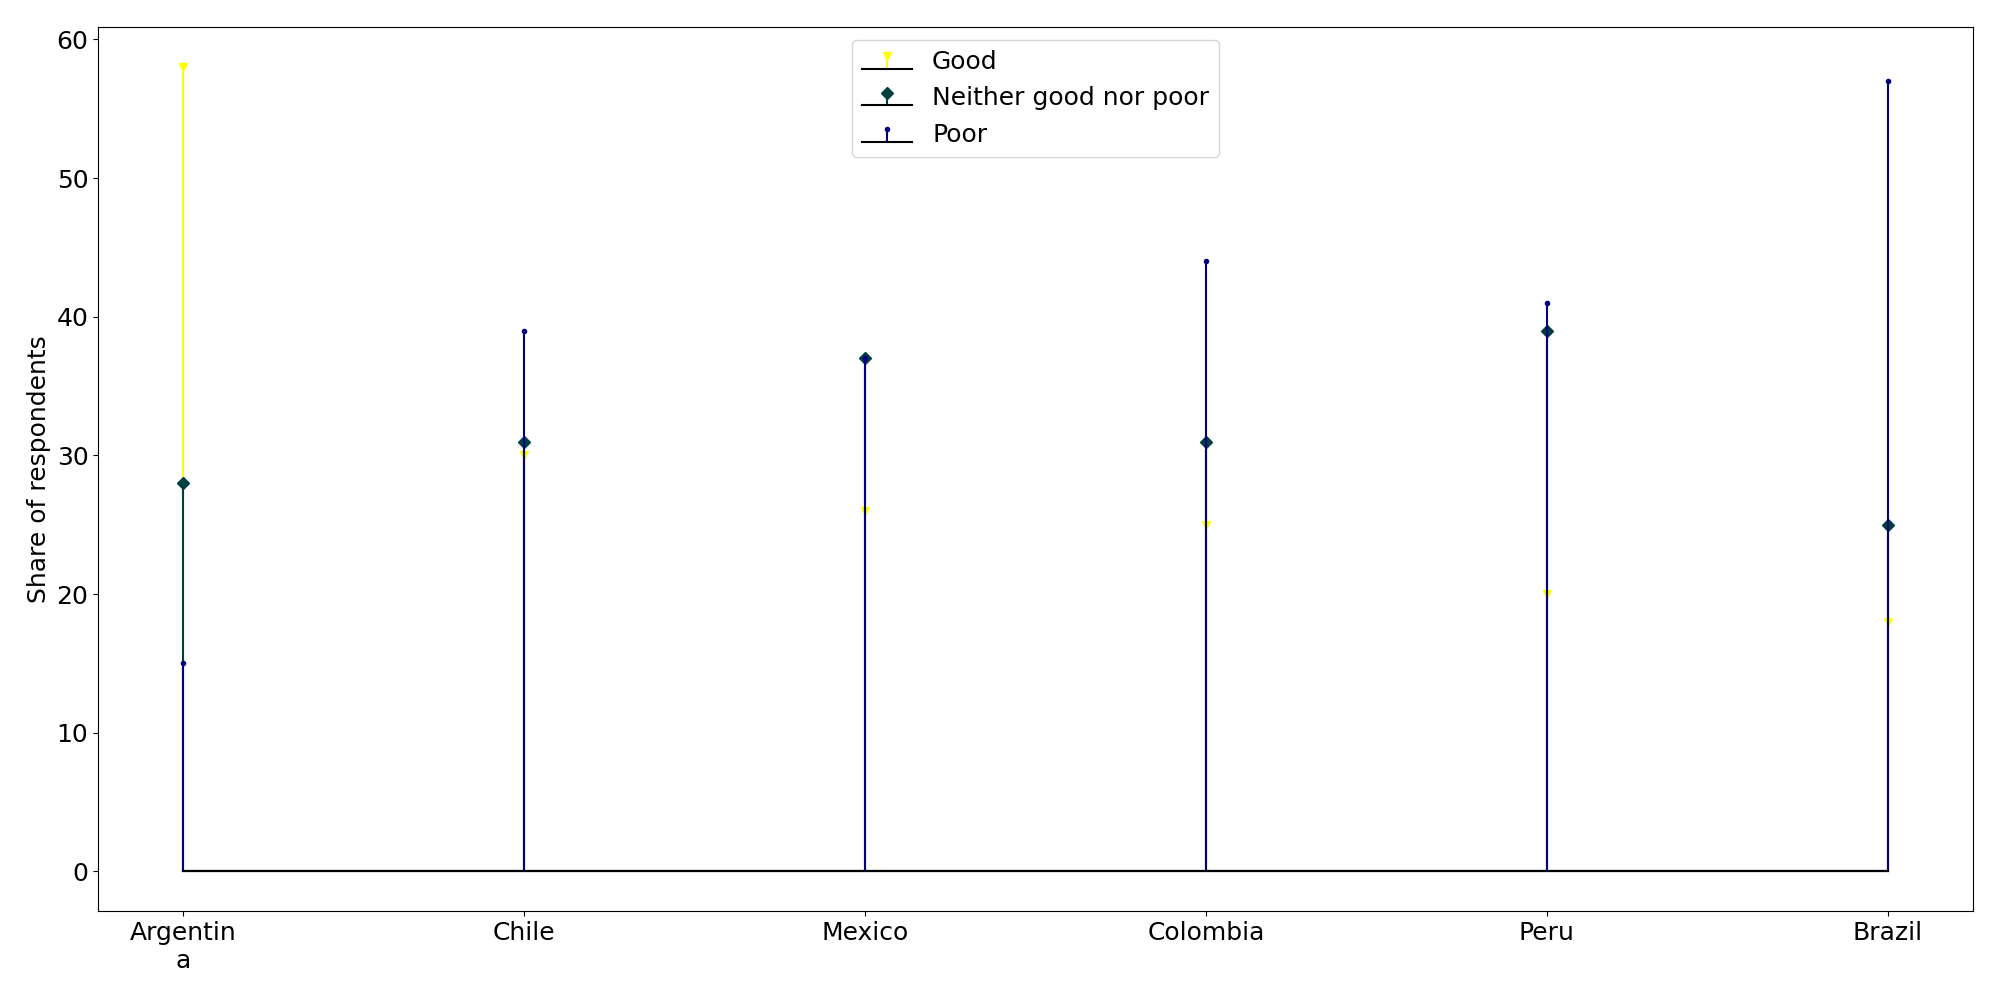 60
50
40
30
20
10
0
Share of respondents
Good
Neither good nor poor
Poor
Argentin
a
Chile
Mexico
Colombia
Peru
Brazil